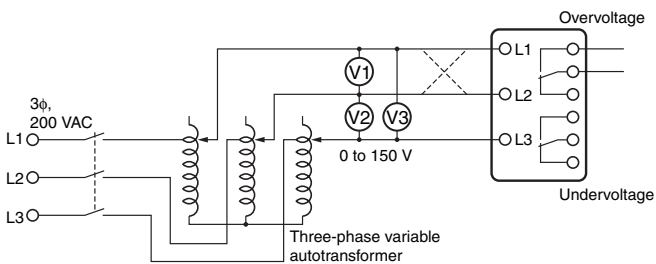 Overvoltage
L1
V1
3ϕ,
200 VAC
L2
V2
V3
L1
L3
0 to 150 V
L2
Undervoltage
L3
Three-phase variable
autotransformer